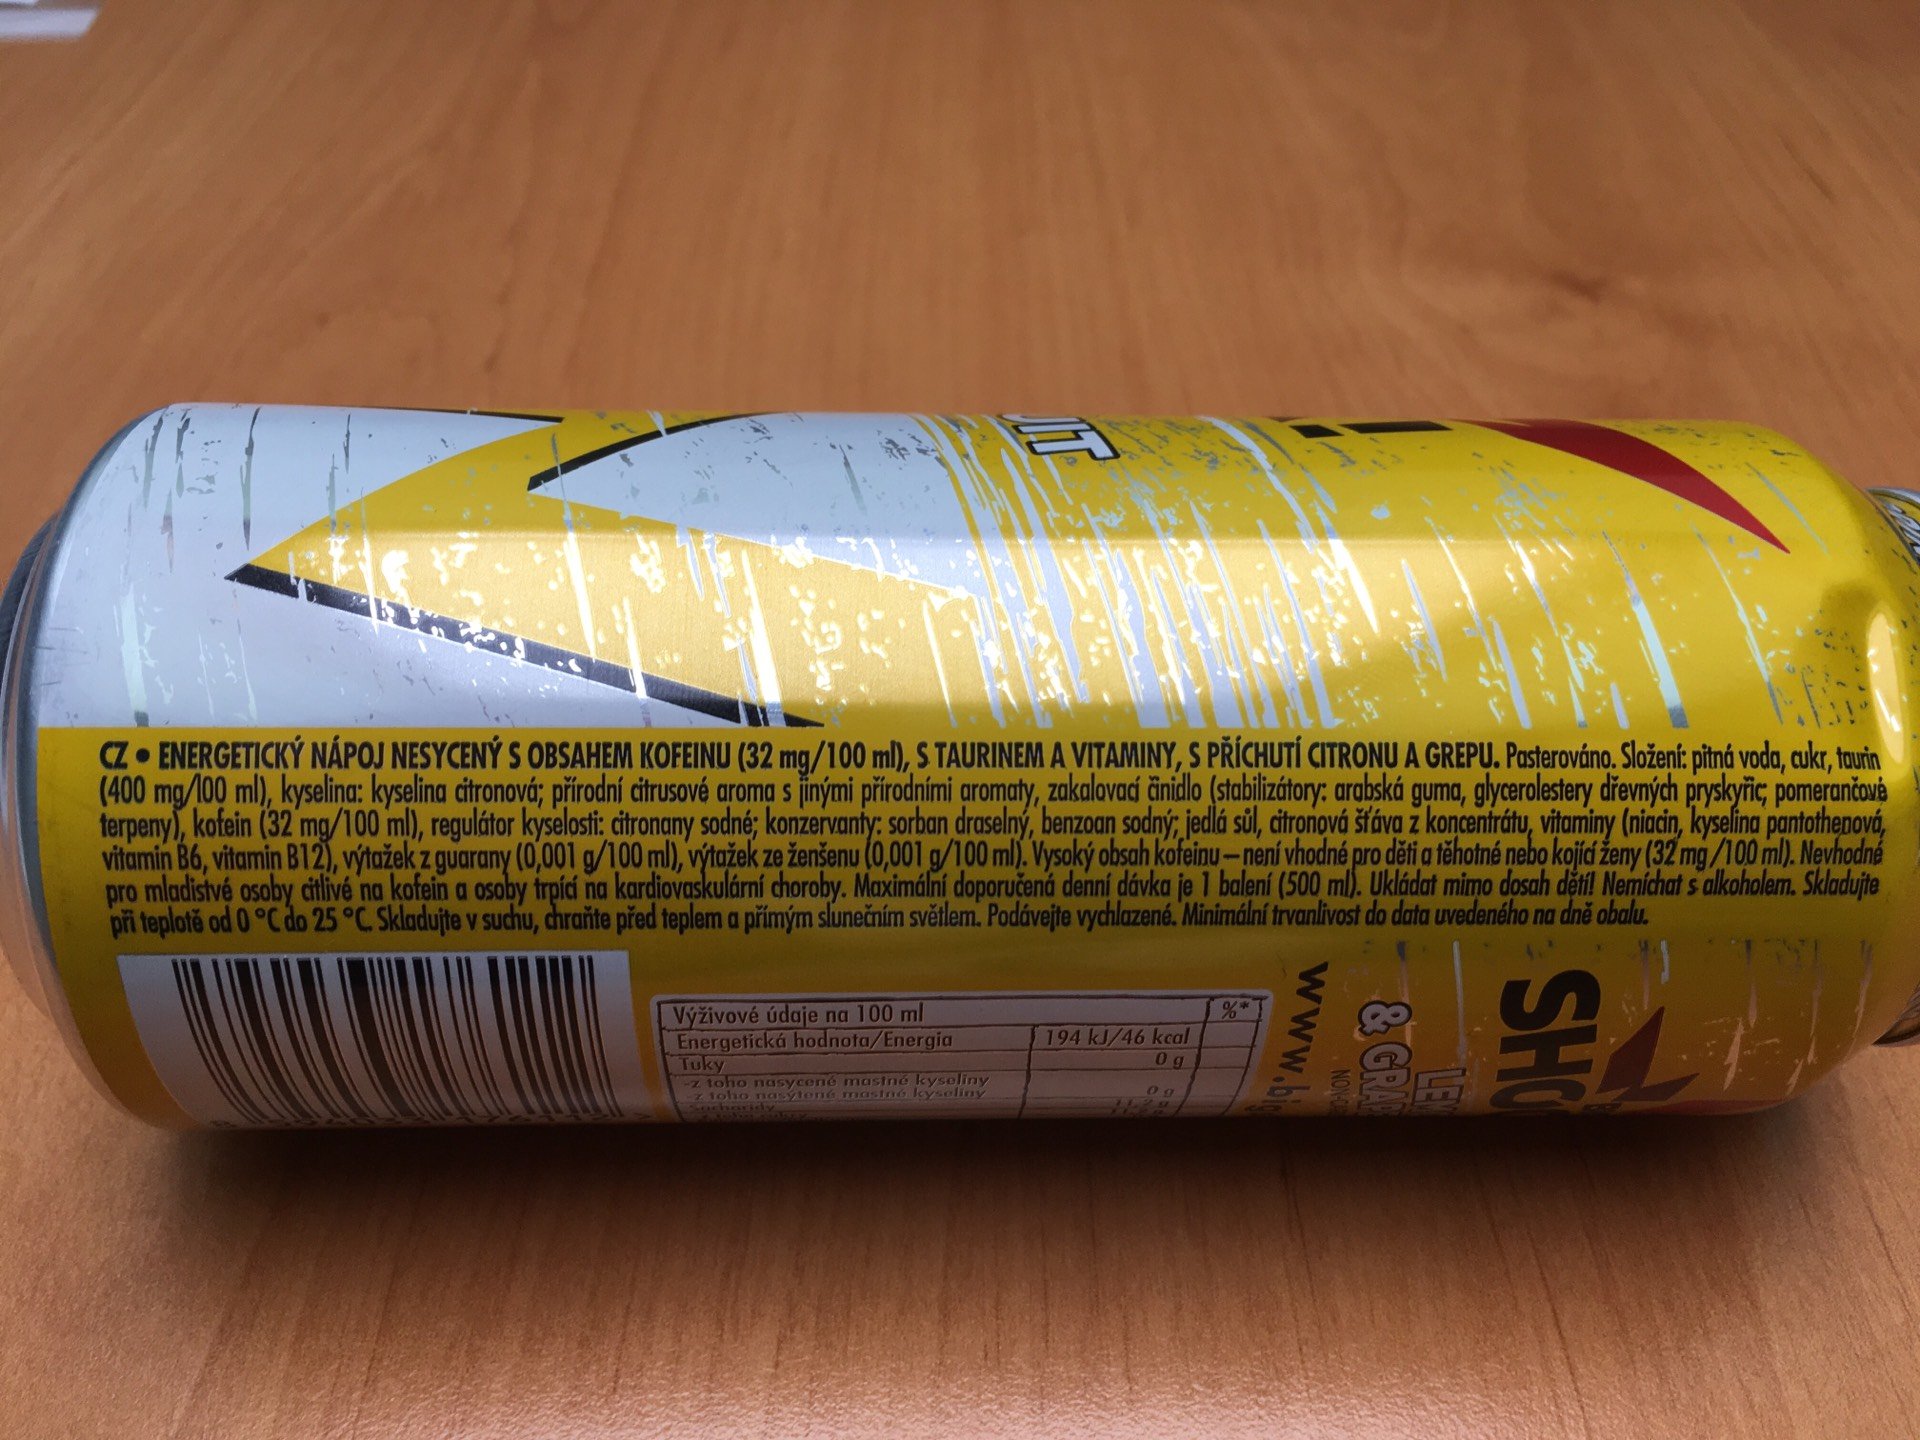 UIT
CZ • ENERGETICKÝ NÁPOJ NESYCENÝ S OBSAHEM KOFEINU (32 mg/100 ml), S TAURINEM A VITAMINY, S PŘÍCHUTÍ CITRONU A GREPU. Pasterováno. Složení: pitná voda, cukr, taurin
(400 mg/100 ml), kyselina: kyselina citronová; přírodní citrusové aroma s jinými přírodními aromaty, zakalovací činidlo (stabilizátory: arabská guma, glycerolestery dřevných pryskyřic, pomerančové
terpeny), kofein (32 mg/100 ml), regulátor kyselosti: citronany sodné; konzervanty: sorban draselný, benzoan sodný; jedlá sůl, citronová šťáva z koncentrátu, vitaminy (niacin, kyselina pantothenová,
vitamin B6, vitamin B12), výtažek z guarany (0,001 g/100 ml), výtažek ze ženšenu (0,001 g/100 ml). Vysoký obsah kofeinu – není vhodné pro děti a těhotné nebo kojící ženy (32 mg/100 ml). Nevhodné
pro mladistvé osoby citlivé na kofein a osoby trpící na kardiovaskulární choroby. Maximální doporučená denní dávka je 1 balení (500 ml). Ukládat mimo dosah dětí! Nemíchat s alkoholem. Skladujte
při teplotě od 0 °C do 25 °C. Skladujte v suchu, chraňte před teplem a přímým slunečním světlem. Podávejte vychlazené. Minimální trvanlivost do data uvedeného na dně obalu.
Výživové údaje na 100 ml %*
Energetická hodnota/Energia 194 kJ/46 kcal
Tuky 0 g
-z toho nasycené mastné kyseliny
-z toho nasýtené mastné kyseliny 0 g
Sacharidy
www.big
& GRAP
SHO